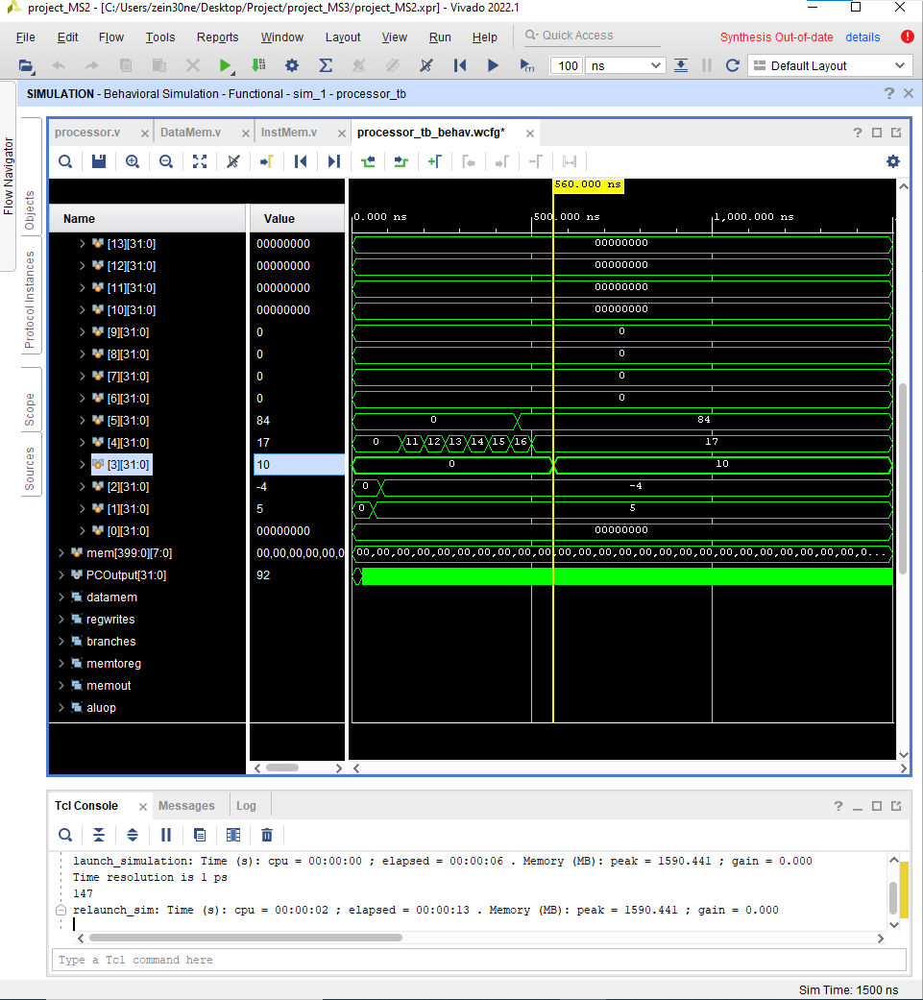 project_MS2 - [C:/Users/zein30ne/Desktop/Project/project_MS3/project_MS2.xpr] - Vivado 2022.1
File Edit Flow Tools Reports Window Layout View Run Help Quick Access Synthesis Out-of-date details
100 ns Default Layout
SIMULATION - Behavioral Simulation - Functional - sim_1 - processor_tb
Flow Navigator
Objects
Protocol Instances
Scope
Sources
processor.v DataMem.v InstMem.v processor_tb_behav.wcfg*
560.000 ns
Name Value 0.000 ns 500.000 ns 1,000.000 ns
[13][31:0] 00000000 00000000
[12][31:0] 00000000 00000000
[11][31:0] 00000000 00000000
[10][31:0] 00000000 00000000
[9][31:0] 0 0
[8][31:0] 0 0
[7][31:0] 0 0
[6][31:0] 0 0
[5][31:0] 84 0 84
[4][31:0] 17 0 11 12 13 14 15 16 17
[3][31:0] 10 0 10
[2][31:0] -4 0 -4
[1][31:0] 5 0 5
[0][31:0] 00000000 00000000
mem[399:0][7:0] 00,00,00,00,00,0 00,00,00,00,00,00,00,00,00,00,00,00,00,00,00,00,00,00,0...
PCOutput[31:0] 92
datamem
regwrites
branches
memtoreg
memout
aluop
Tcl Console Messages Log
launch_simulation: Time (s): cpu = 00:00:00 ; elapsed = 00:00:06 . Memory (MB): peak = 1590.441 ; gain = 0.000
Time resolution is 1 ps
147
relaunch_sim: Time (s): cpu = 00:00:02 ; elapsed = 00:00:13 . Memory (MB): peak = 1590.441 ; gain = 0.000
Type a Tcl command here
Sim Time: 1500 ns